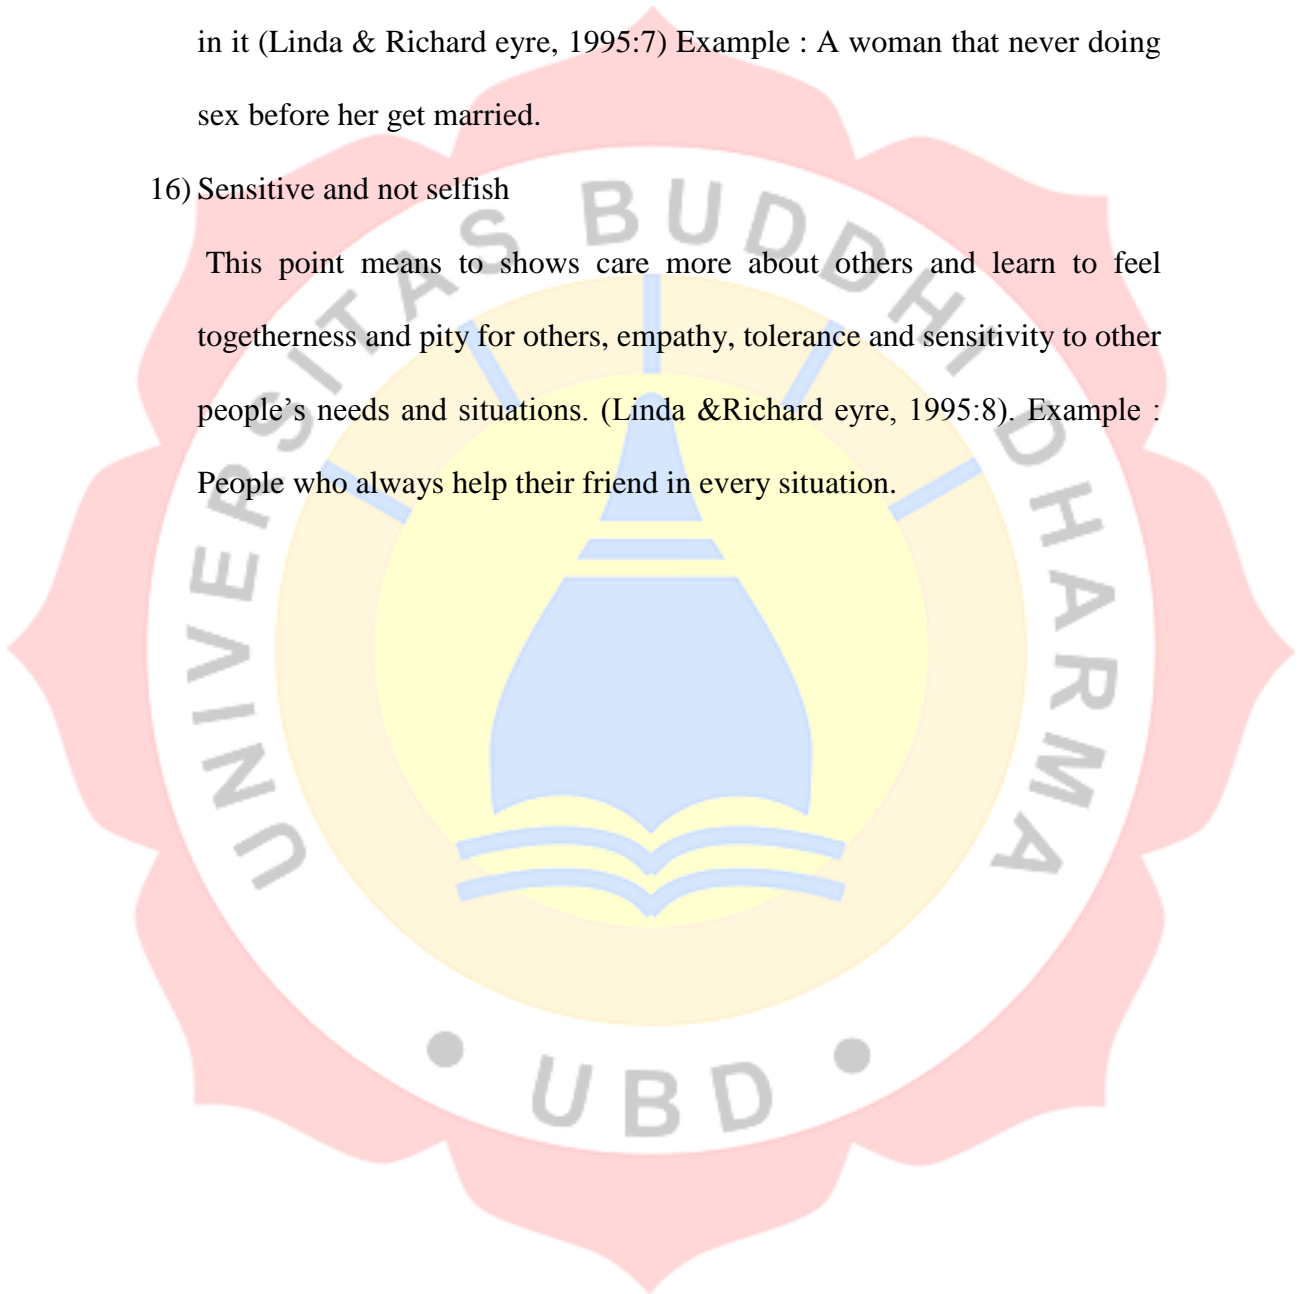 in it (Linda & Richard eyre, 1995:7) Example : A woman that never doing
sex before her get married.
16) Sensitive and not selfish
This point means to shows care more about others and learn to feel
togetherness and pity for others, empathy, tolerance and sensitivity to other
people’s needs and situations. (Linda &Richard eyre, 1995:8). Example :
People who always help their friend in every situation.
UNIVERSITAS BUDDHI DHARMA
• UBD •